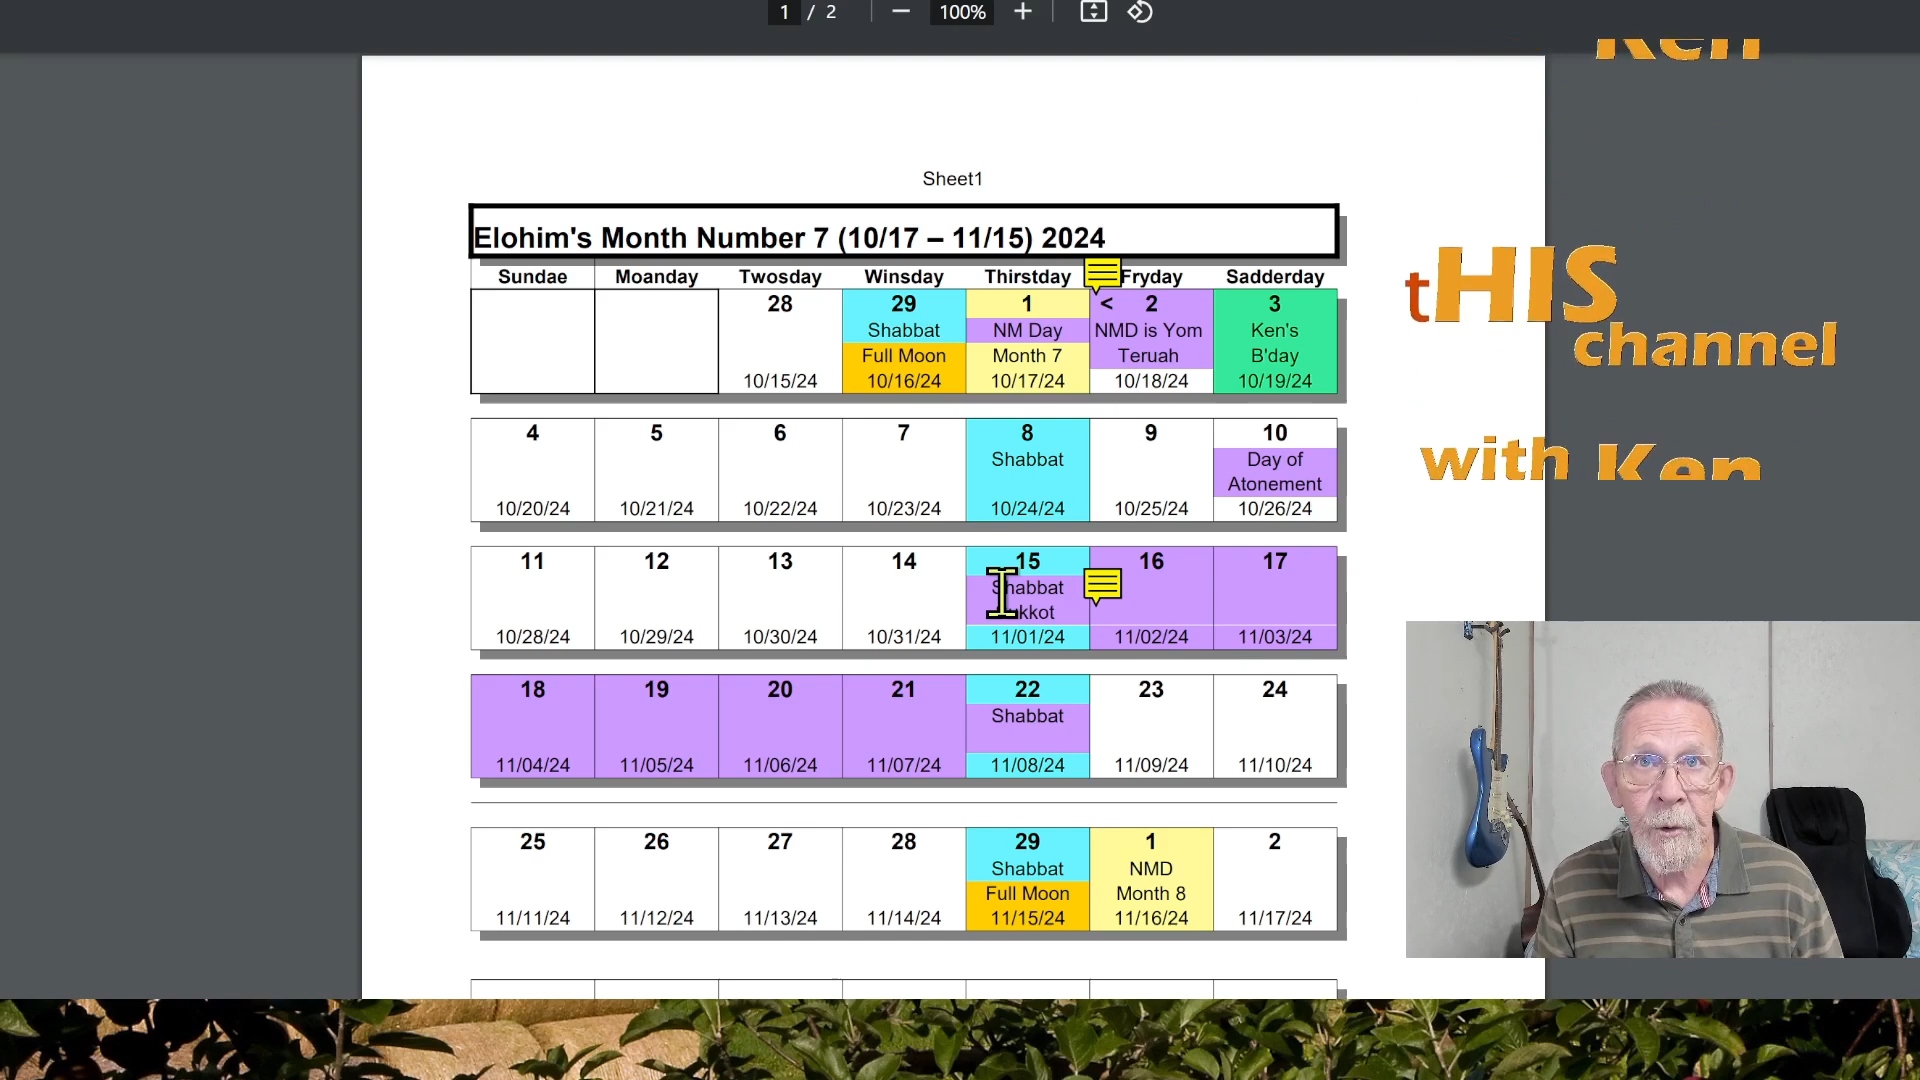 1 / 2 — 100% +
Ken
Sheet1
Elohim's Month Number 7 (10/17 – 11/15) 2024
Sundae Moanday Twosday Winsday Thirstday Fryday Sadderday
28 29 1 < 2 3
Shabbat NM Day NMD is Yom Ken's
Full Moon Month 7 Teruah B'day
10/15/24 10/16/24 10/17/24 10/18/24 10/19/24
4 5 6 7 8 9 10
Shabbat Day of
Atonement
10/20/24 10/21/24 10/22/24 10/23/24 10/24/24 10/25/24 10/26/24
11 12 13 14 15 16 17
Shabbat
10/28/24 10/29/24 10/30/24 10/31/24 11/01/24 11/02/24 11/03/24
18 19 20 21 22 23 24
Shabbat
11/04/24 11/05/24 11/06/24 11/07/24 11/08/24 11/09/24 11/10/24
25 26 27 28 29 1 2
Shabbat NMD
Full Moon Month 8
11/11/24 11/12/24 11/13/24 11/14/24 11/15/24 11/16/24 11/17/24
tHIS
channel
with Ken